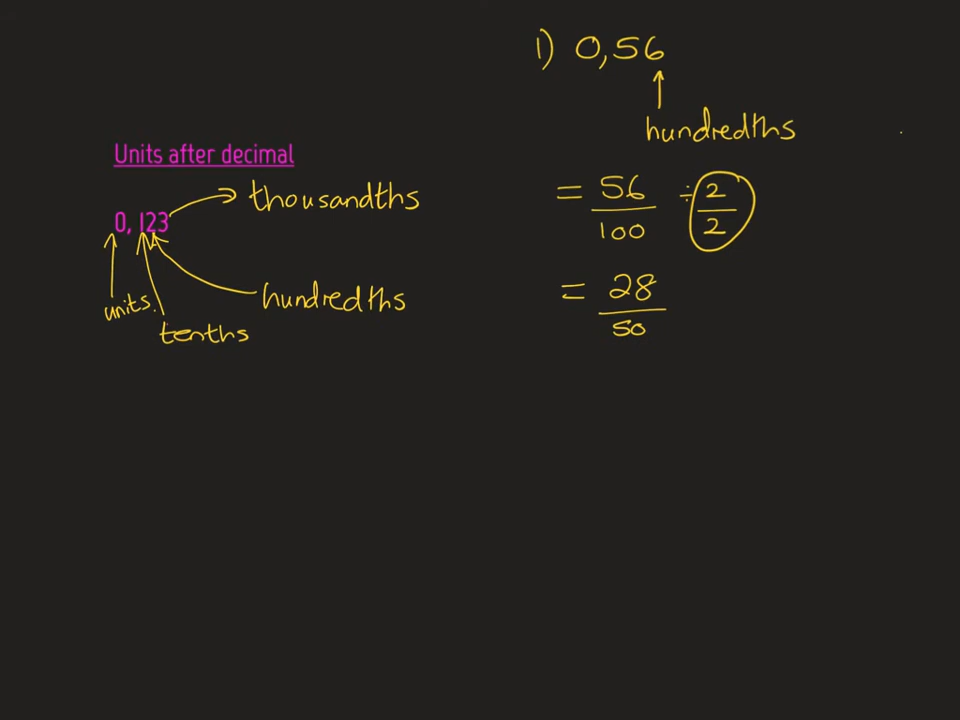 Units after decimal
0,123
thousandths
units.
tenths
hundredths
1) 0,56
hundredths
= 56/100 ÷ 2/2
= 28/50